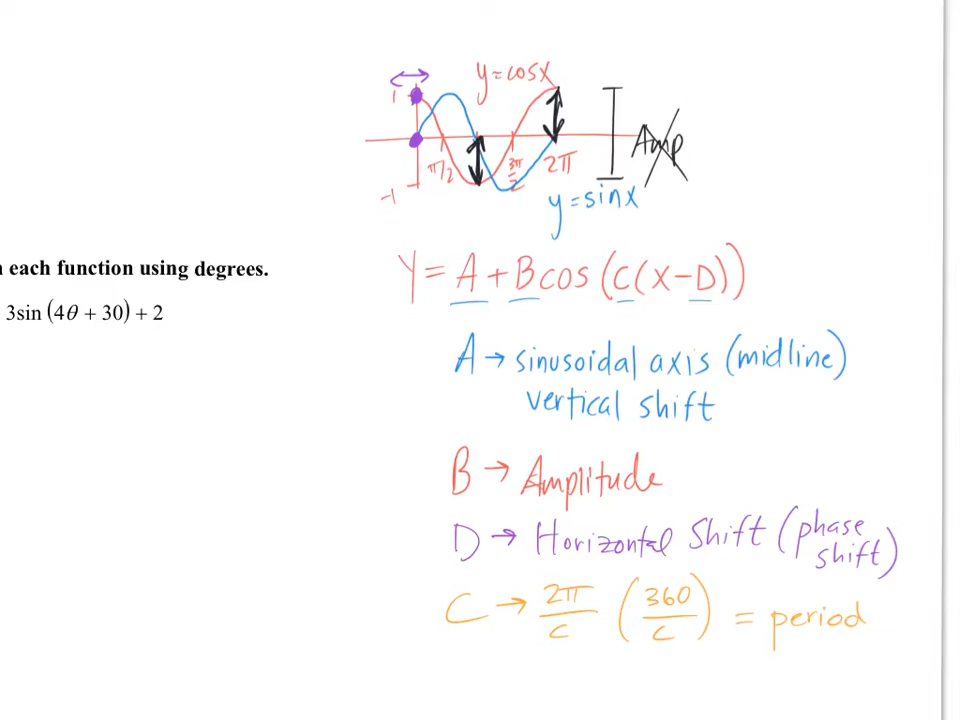 y=cosx
1
Amp
π/2
3π/2
2π
-1
y=sinx
each function using degrees.
Y = A + B cos (C(X-D))
3sin (4θ + 30) + 2
A → sinusoidal axis (midline)
vertical shift
B → Amplitude
D → Horizontal Shift (phase shift)
C → 2π/C (360/C) = period